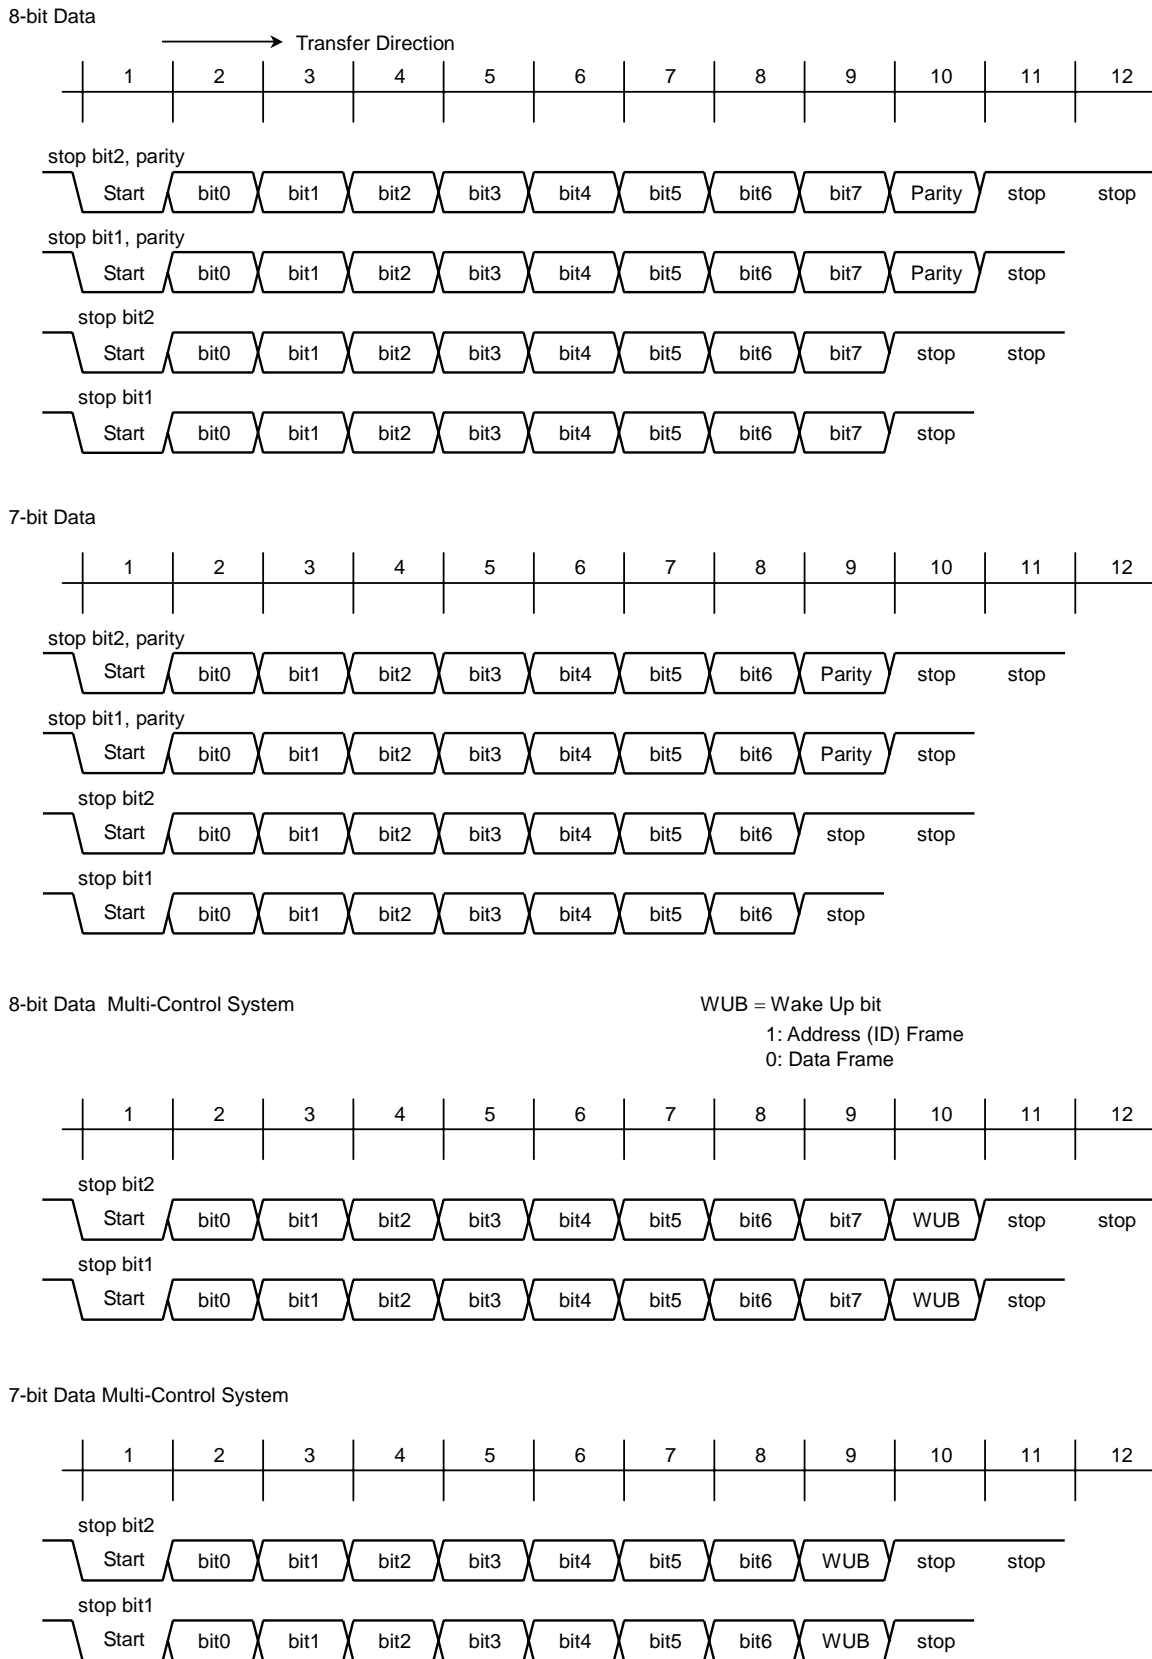 8-bit Data
Transfer Direction
1 2 3 4 5 6 7 8 9 10 11 12
stop bit2, parity
Start bit0 bit1 bit2 bit3 bit4 bit5 bit6 bit7 Parity stop stop
stop bit1, parity
Start bit0 bit1 bit2 bit3 bit4 bit5 bit6 bit7 Parity stop
stop bit2
Start bit0 bit1 bit2 bit3 bit4 bit5 bit6 bit7 stop stop
stop bit1
Start bit0 bit1 bit2 bit3 bit4 bit5 bit6 bit7 stop
7-bit Data
1 2 3 4 5 6 7 8 9 10 11 12
stop bit2, parity
Start bit0 bit1 bit2 bit3 bit4 bit5 bit6 Parity stop stop
stop bit1, parity
Start bit0 bit1 bit2 bit3 bit4 bit5 bit6 Parity stop
stop bit2
Start bit0 bit1 bit2 bit3 bit4 bit5 bit6 stop stop
stop bit1
Start bit0 bit1 bit2 bit3 bit4 bit5 bit6 stop
8-bit Data Multi-Control System
WUB = Wake Up bit
1: Address (ID) Frame
0: Data Frame
1 2 3 4 5 6 7 8 9 10 11 12
stop bit2
Start bit0 bit1 bit2 bit3 bit4 bit5 bit6 bit7 WUB stop stop
stop bit1
Start bit0 bit1 bit2 bit3 bit4 bit5 bit6 bit7 WUB stop
7-bit Data Multi-Control System
1 2 3 4 5 6 7 8 9 10 11 12
stop bit2
Start bit0 bit1 bit2 bit3 bit4 bit5 bit6 WUB stop stop
stop bit1
Start bit0 bit1 bit2 bit3 bit4 bit5 bit6 WUB stop